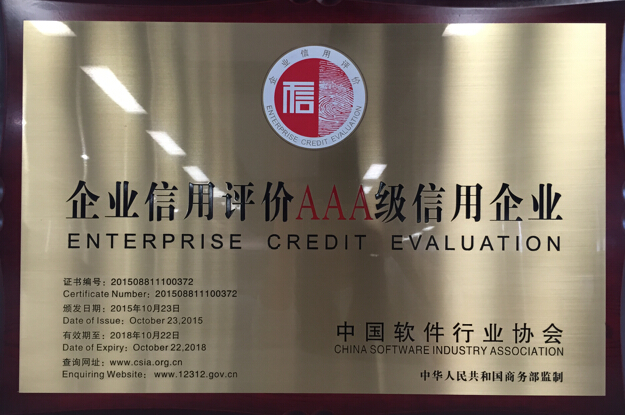 企业信用评价
信
ENTERPRISE CREDIT EVALUATION
企业信用评价AAA级信用企业
ENTERPRISE CREDIT EVALUATION
证书编号：201508811100372
Certificate Number：201508811100372
颁发日期：2015年10月23日
Date of Issue：October 23,2015
有效期至：2018年10月22日
Date of Expiry：October 22,2018
查询网址：www.csia.org.cn
Enquiring Website：www.12312.gov.cn
中国软件行业协会
CHINA SOFTWARE INDUSTRY ASSOCIATION
中华人民共和国商务部监制